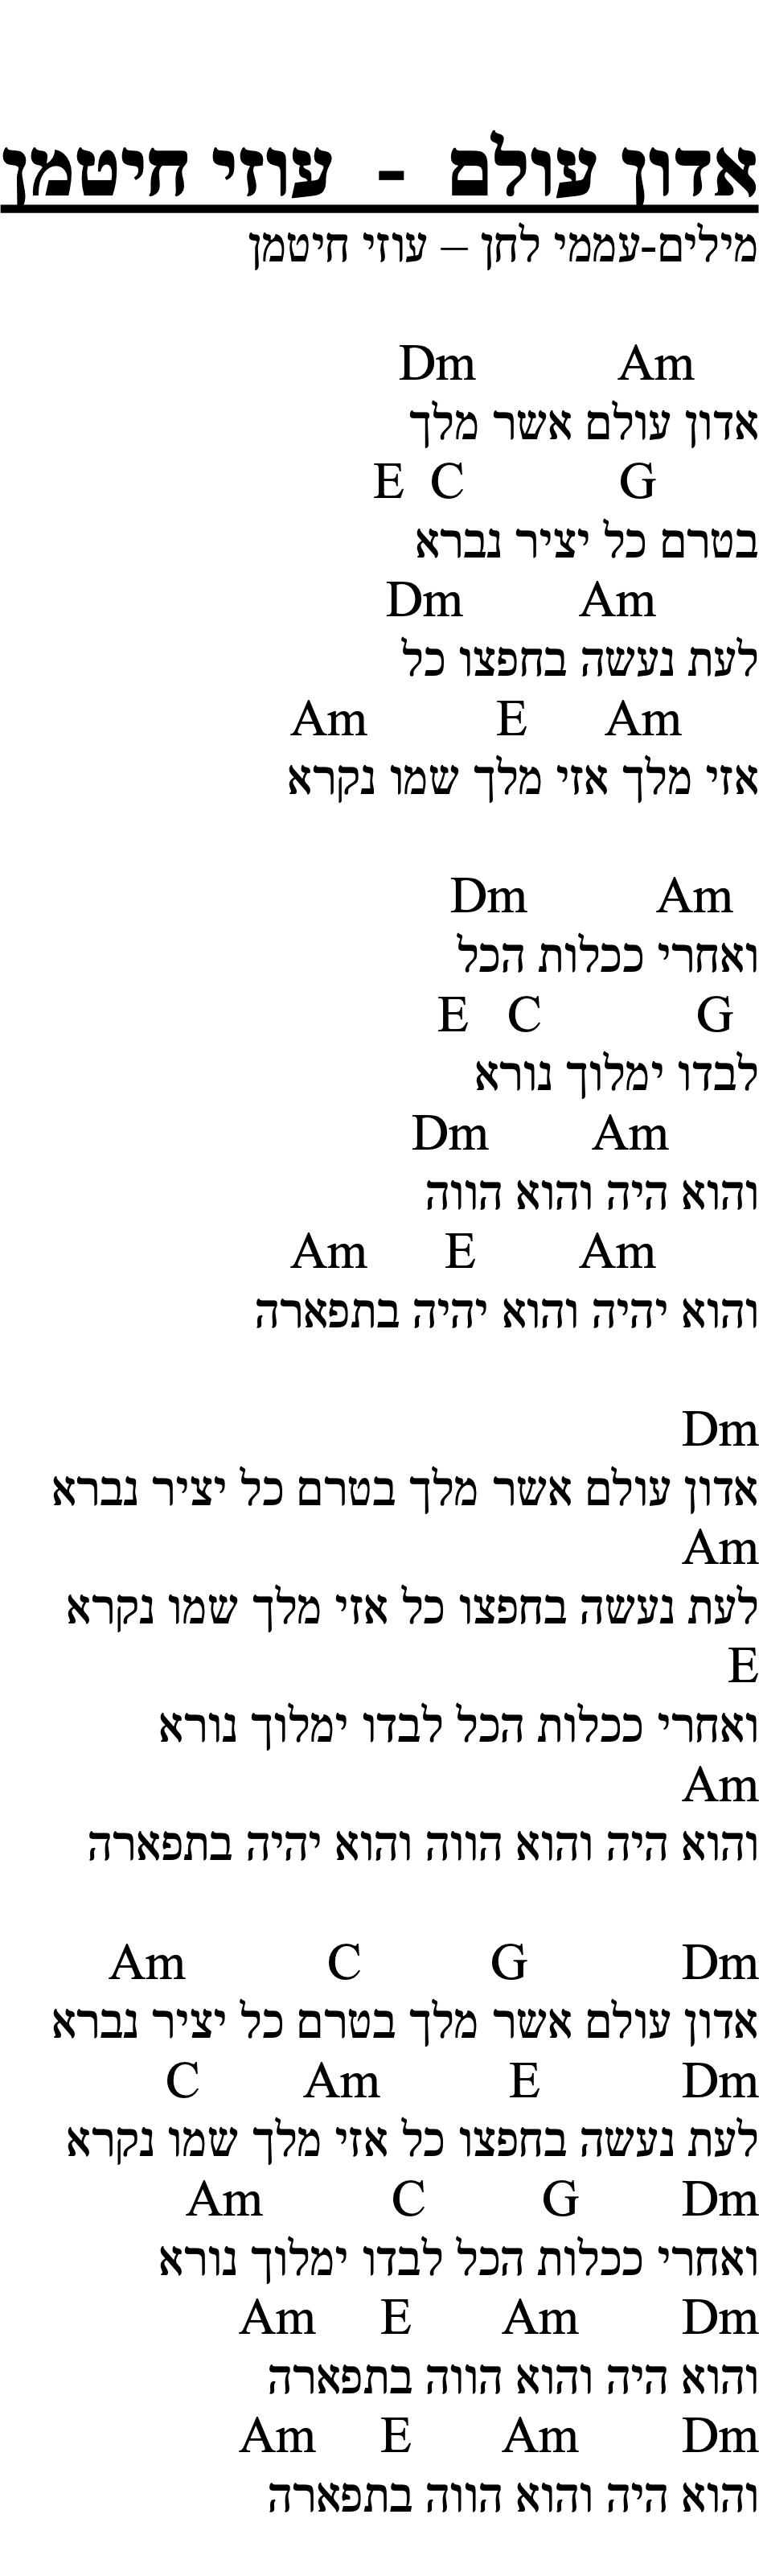 אדון עולם - עוזי חיטמן
מילים-עממי לחן – עוזי חיטמן
Am Dm
אדון עולם אשר מלך
G C E
בטרם כל יציר נברא
Am Dm
לעת נעשה בחפצו כל
Am E Am
אזי מלך אזי מלך שמו נקרא
Am Dm
ואחרי ככלות הכל
G C E
לבדו ימלוך נורא
Am Dm
והוא היה והוא הווה
Am E Am
והוא יהיה והוא יהיה בתפארה
Dm
אדון עולם אשר מלך בטרם כל יציר נברא
Am
לעת נעשה בחפצו כל אזי מלך שמו נקרא
E
ואחרי ככלות הכל לבדו ימלוך נורא
Am
והוא היה והוא הווה והוא יהיה בתפארה
Dm G C Am
אדון עולם אשר מלך בטרם כל יציר נברא
Dm E Am C
לעת נעשה בחפצו כל אזי מלך שמו נקרא
Dm G C Am
ואחרי ככלות הכל לבדו ימלוך נורא
Dm Am E Am
והוא היה והוא הווה בתפארה
Dm Am E Am
והוא היה והוא הווה בתפארה